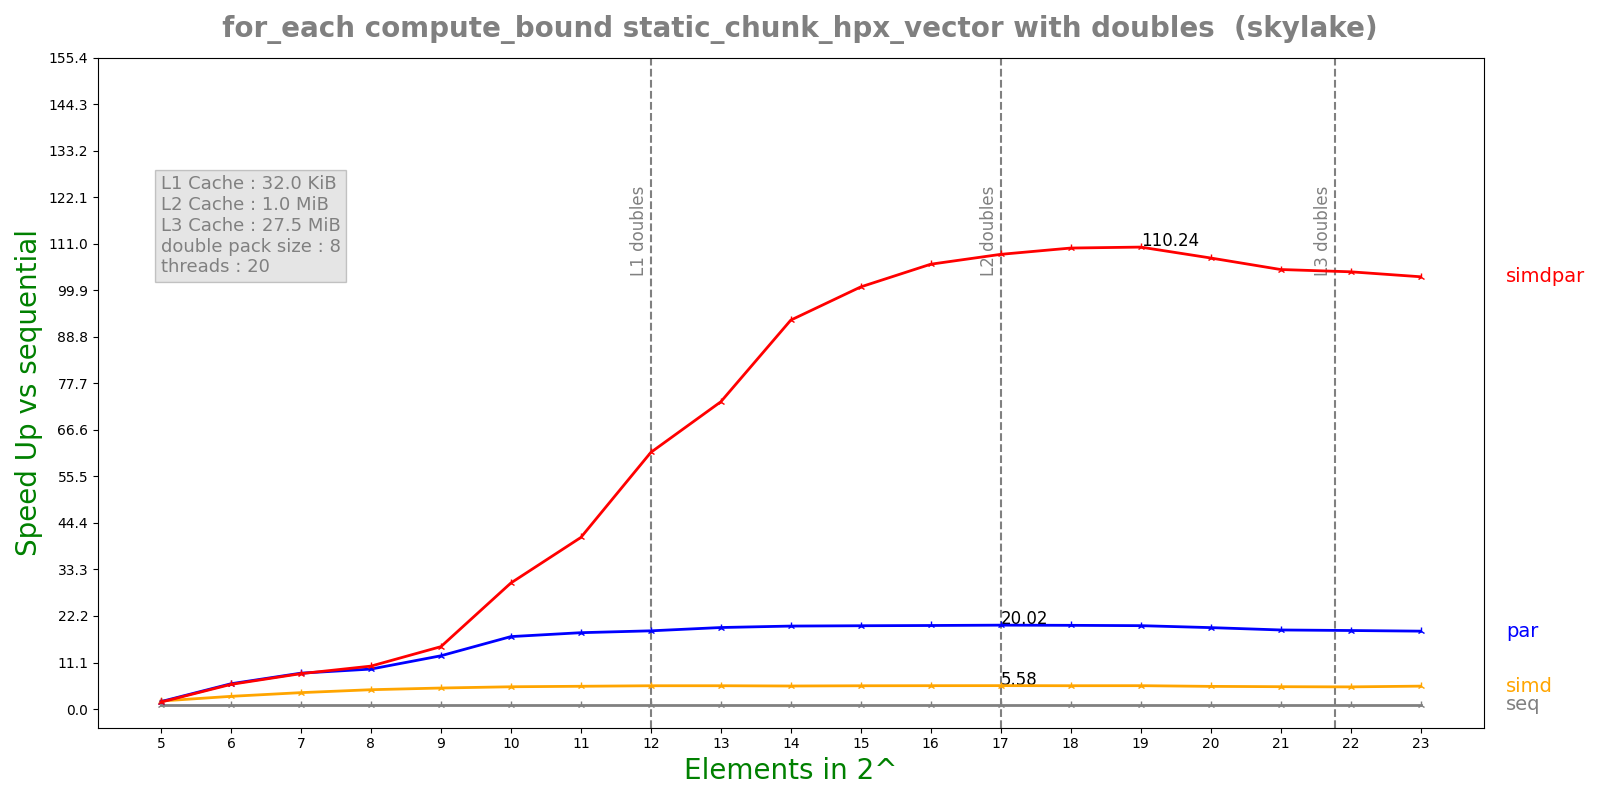 for_each compute_bound static_chunk_hpx_vector with doubles (skylake)
Speed Up vs sequential
155.4
144.3
133.2
122.1
111.0
99.9
88.8
77.7
66.6
55.5
44.4
33.3
22.2
11.1
0.0
L1 Cache : 32.0 KiB
L2 Cache : 1.0 MiB
L3 Cache : 27.5 MiB
double pack size : 8
threads : 20
L1 doubles
L2 doubles
L3 doubles
110.24
20.02
5.58
simdpar
par
simd
seq
5 6 7 8 9 10 11 12 13 14 15 16 17 18 19 20 21 22 23
Elements in 2^